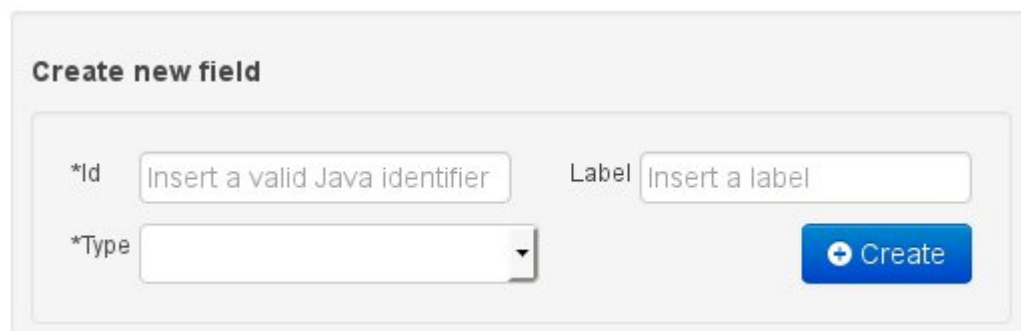 Create new field
*Id Insert a valid Java identifier Label Insert a label
*Type Create